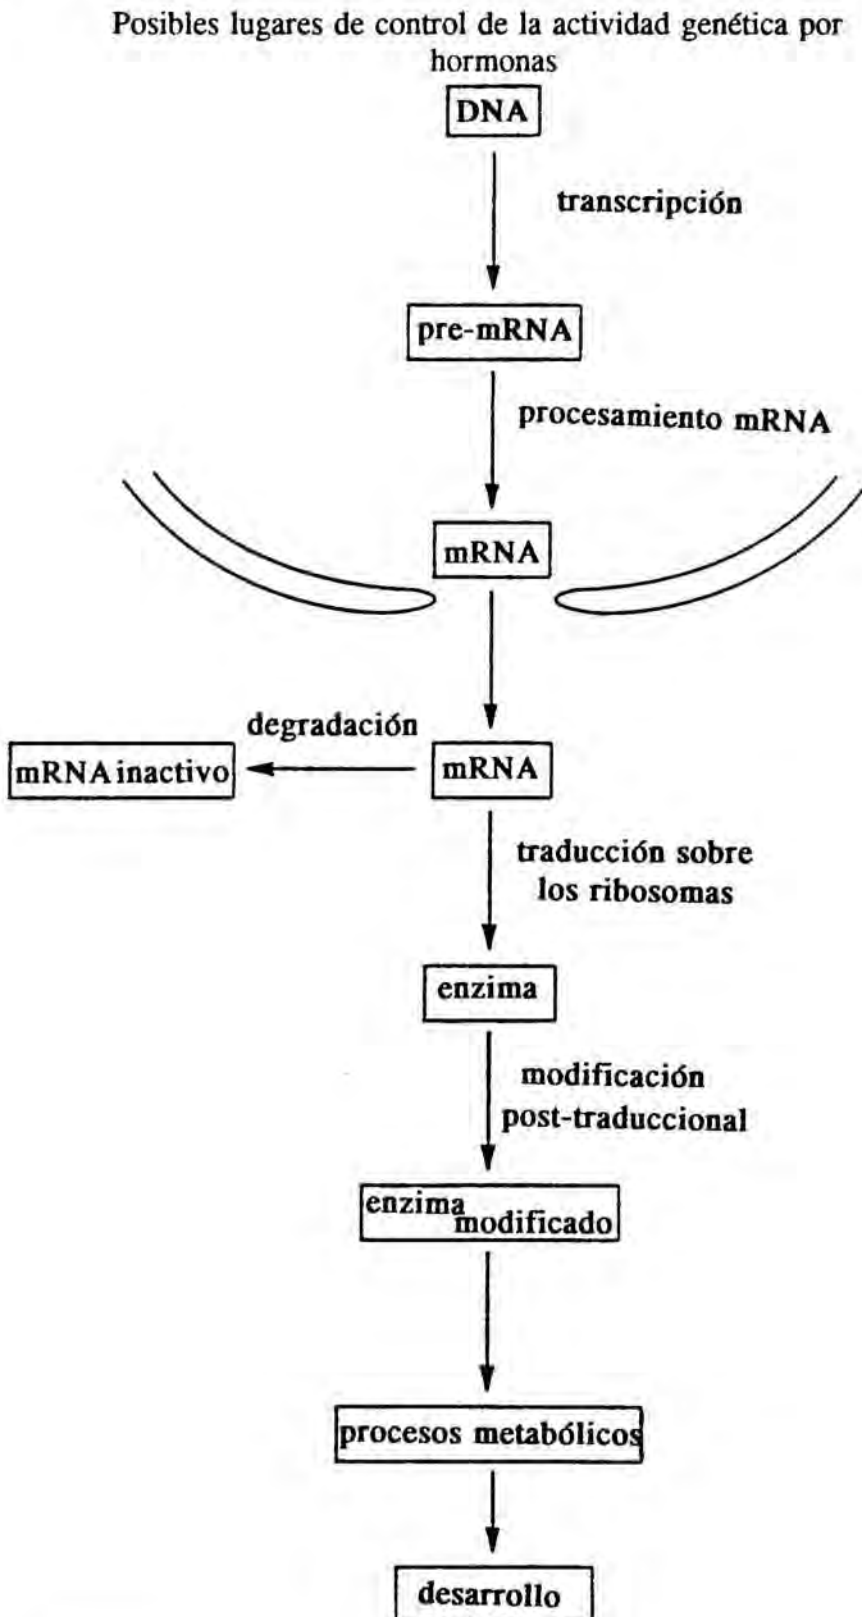 Posibles lugares de control de la actividad genética por
hormonas
DNA
transcripción
pre-mRNA
procesamiento mRNA
mRNA
degradación
mRNA inactivo
mRNA
traducción sobre
los ribosomas
enzima
modificación
post-traduccional
enzima
modificado
procesos metabólicos
desarrollo